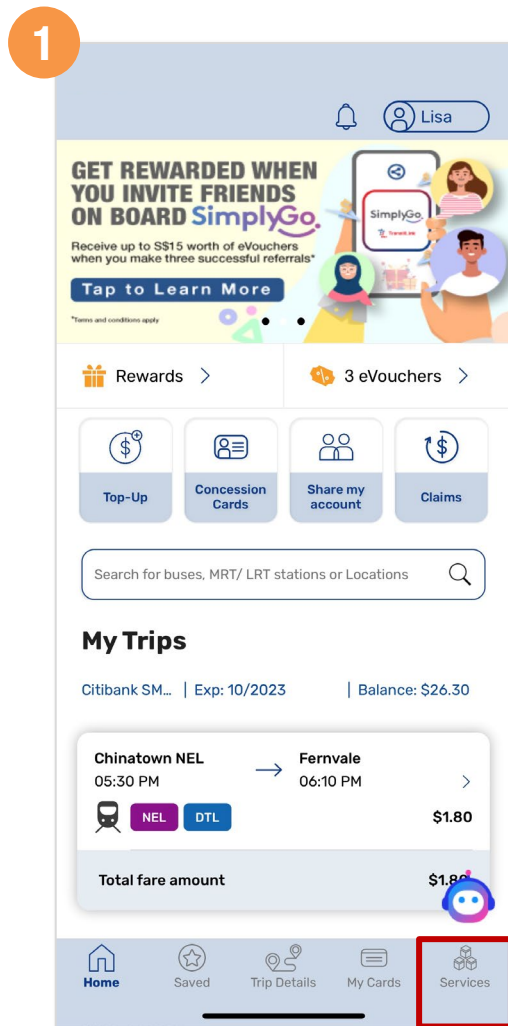 1
Lisa
GET REWARDED WHEN
YOU INVITE FRIENDS
ON BOARD SimplyGo.
Receive up to S$15 worth of eVouchers
when you make three successful referrals*
Tap to Learn More
*Terms and conditions apply
SimplyGo.
TransitLink
Rewards
3 eVouchers
Top-Up
Concession
Cards
Share my
account
Claims
Search for buses, MRT/ LRT stations or Locations
My Trips
Citibank SM... | Exp: 10/2023 | Balance: $26.30
Chinatown NEL → Fernvale
05:30 PM 06:10 PM
NEL DTL $1.80
Total fare amount $1.80
Home Saved Trip Details My Cards Services